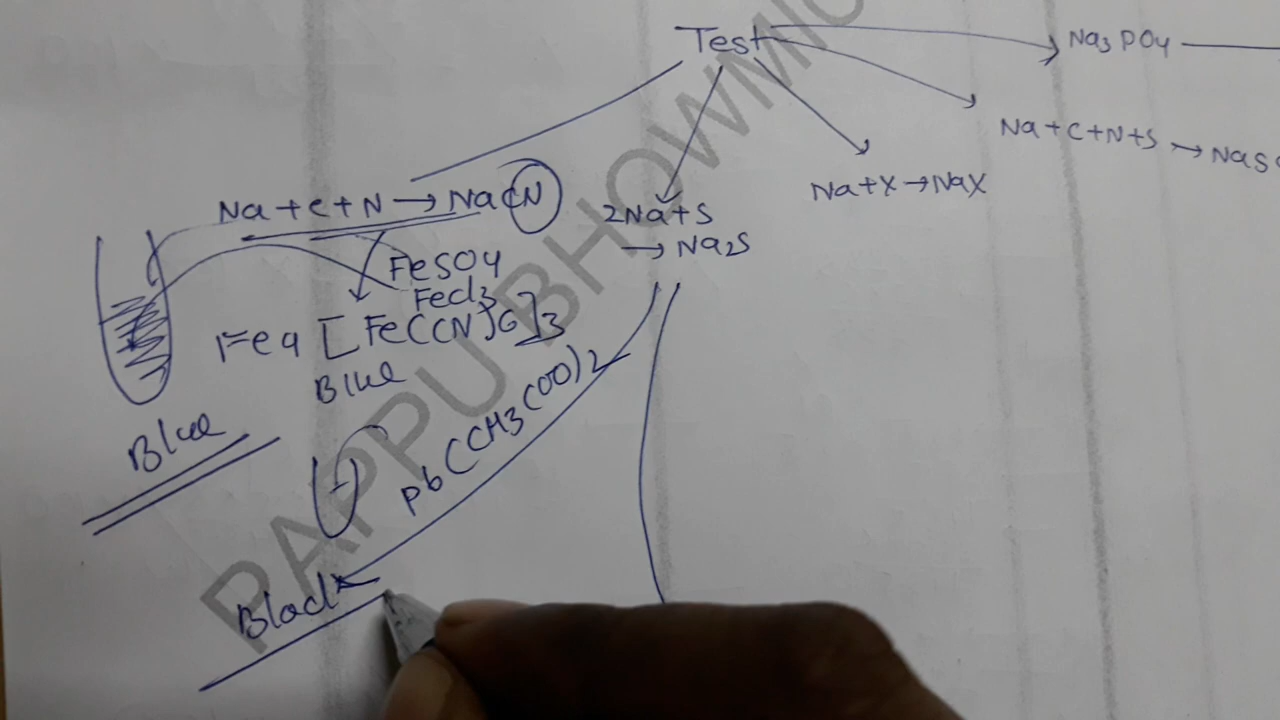 Test
Na3PO4
Na+C+N+S → NaS
Na+X → NaX
2Na+S
→ Na2S
Na+C+N → NaCN
FeSO4
FeCl3
Fe4[Fe(CN)6]3
Blue
Blue
Pb(CH3COO)2
Black
PAPPU BHOWMIC